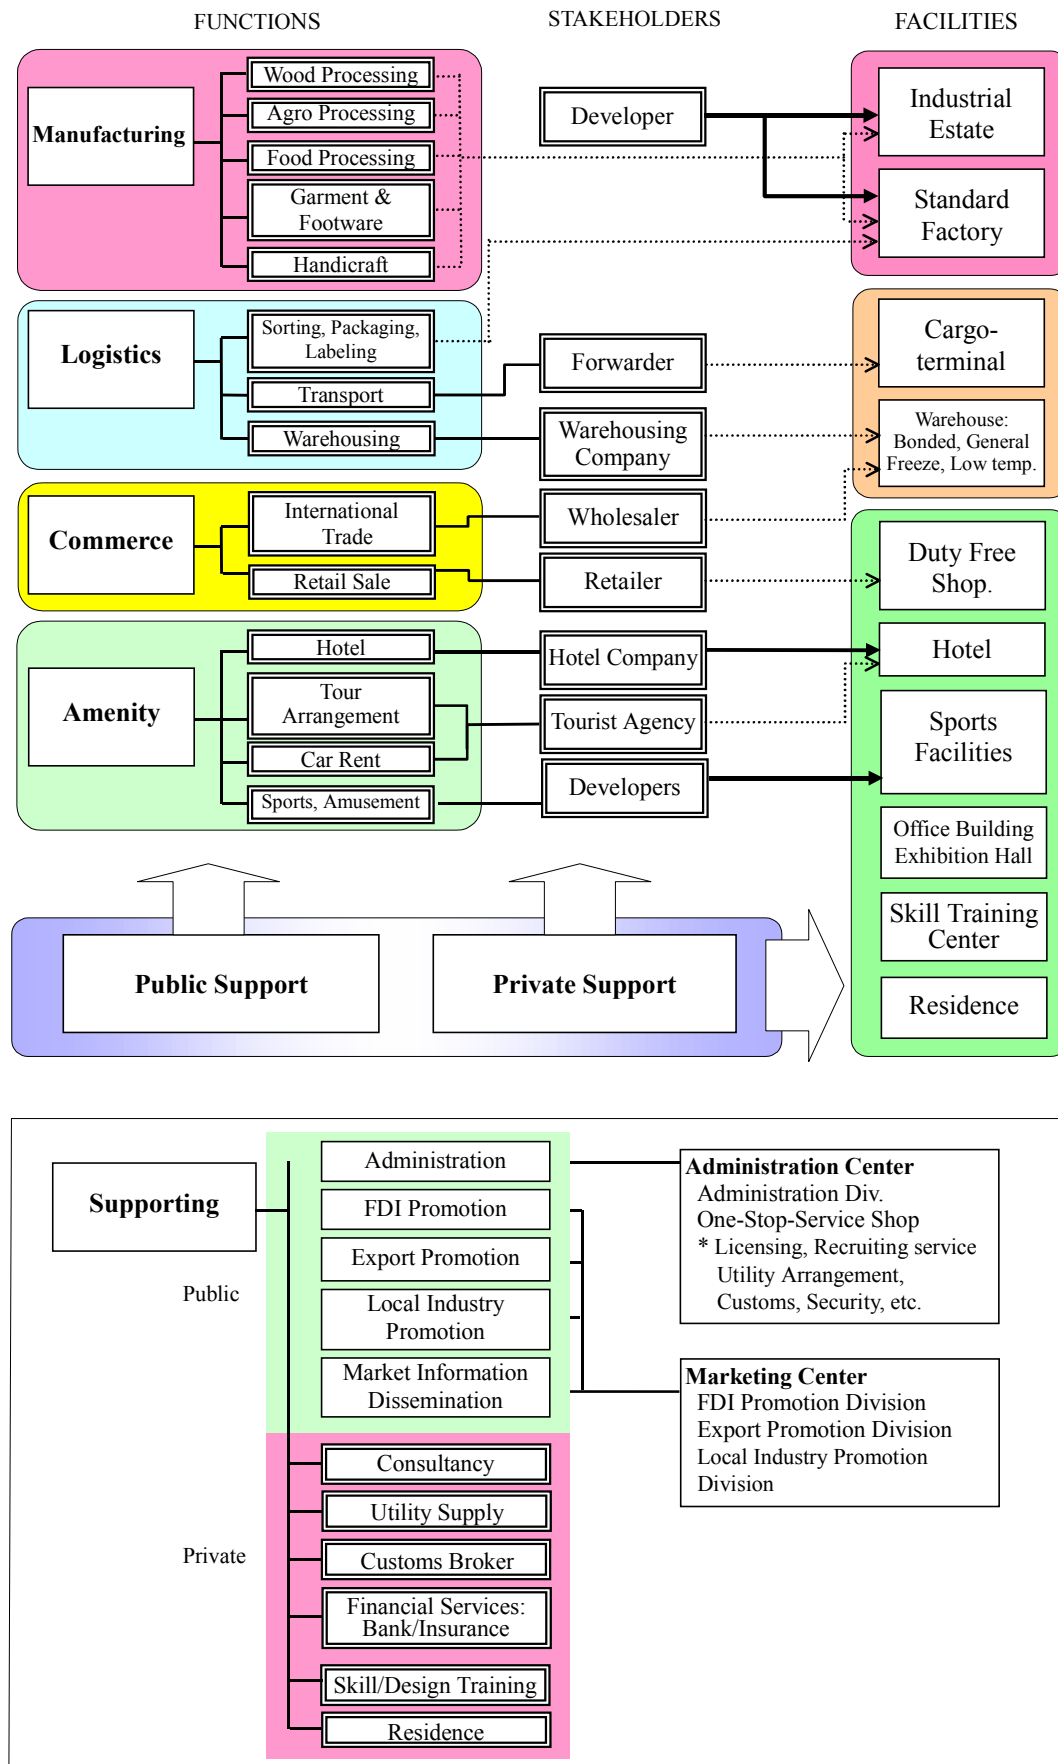 FUNCTIONS
STAKEHOLDERS
FACILITIES
Manufacturing
Wood Processing
Agro Processing
Food Processing
Garment &
Footware
Handicraft
Developer
Industrial
Estate
Standard
Factory
Logistics
Sorting, Packaging,
Labeling
Transport
Warehousing
Forwarder
Warehousing
Company
Cargo-
terminal
Warehouse:
Bonded, General
Freeze, Low temp.
Commerce
International
Trade
Retail Sale
Wholesaler
Retailer
Duty Free
Shop.
Amenity
Hotel
Tour
Arrangement
Car Rent
Sports, Amusement
Hotel Company
Tourist Agency
Developers
Hotel
Sports
Facilities
Office Building
Exhibition Hall
Skill Training
Center
Residence
Public Support
Private Support
Supporting
Public
Administration
FDI Promotion
Export Promotion
Local Industry
Promotion
Market Information
Dissemination
Administration Center
Administration Div.
One-Stop-Service Shop
* Licensing, Recruiting service
Utility Arrangement,
Customs, Security, etc.
Marketing Center
FDI Promotion Division
Export Promotion Division
Local Industry Promotion
Division
Private
Consultancy
Utility Supply
Customs Broker
Financial Services:
Bank/Insurance
Skill/Design Training
Residence